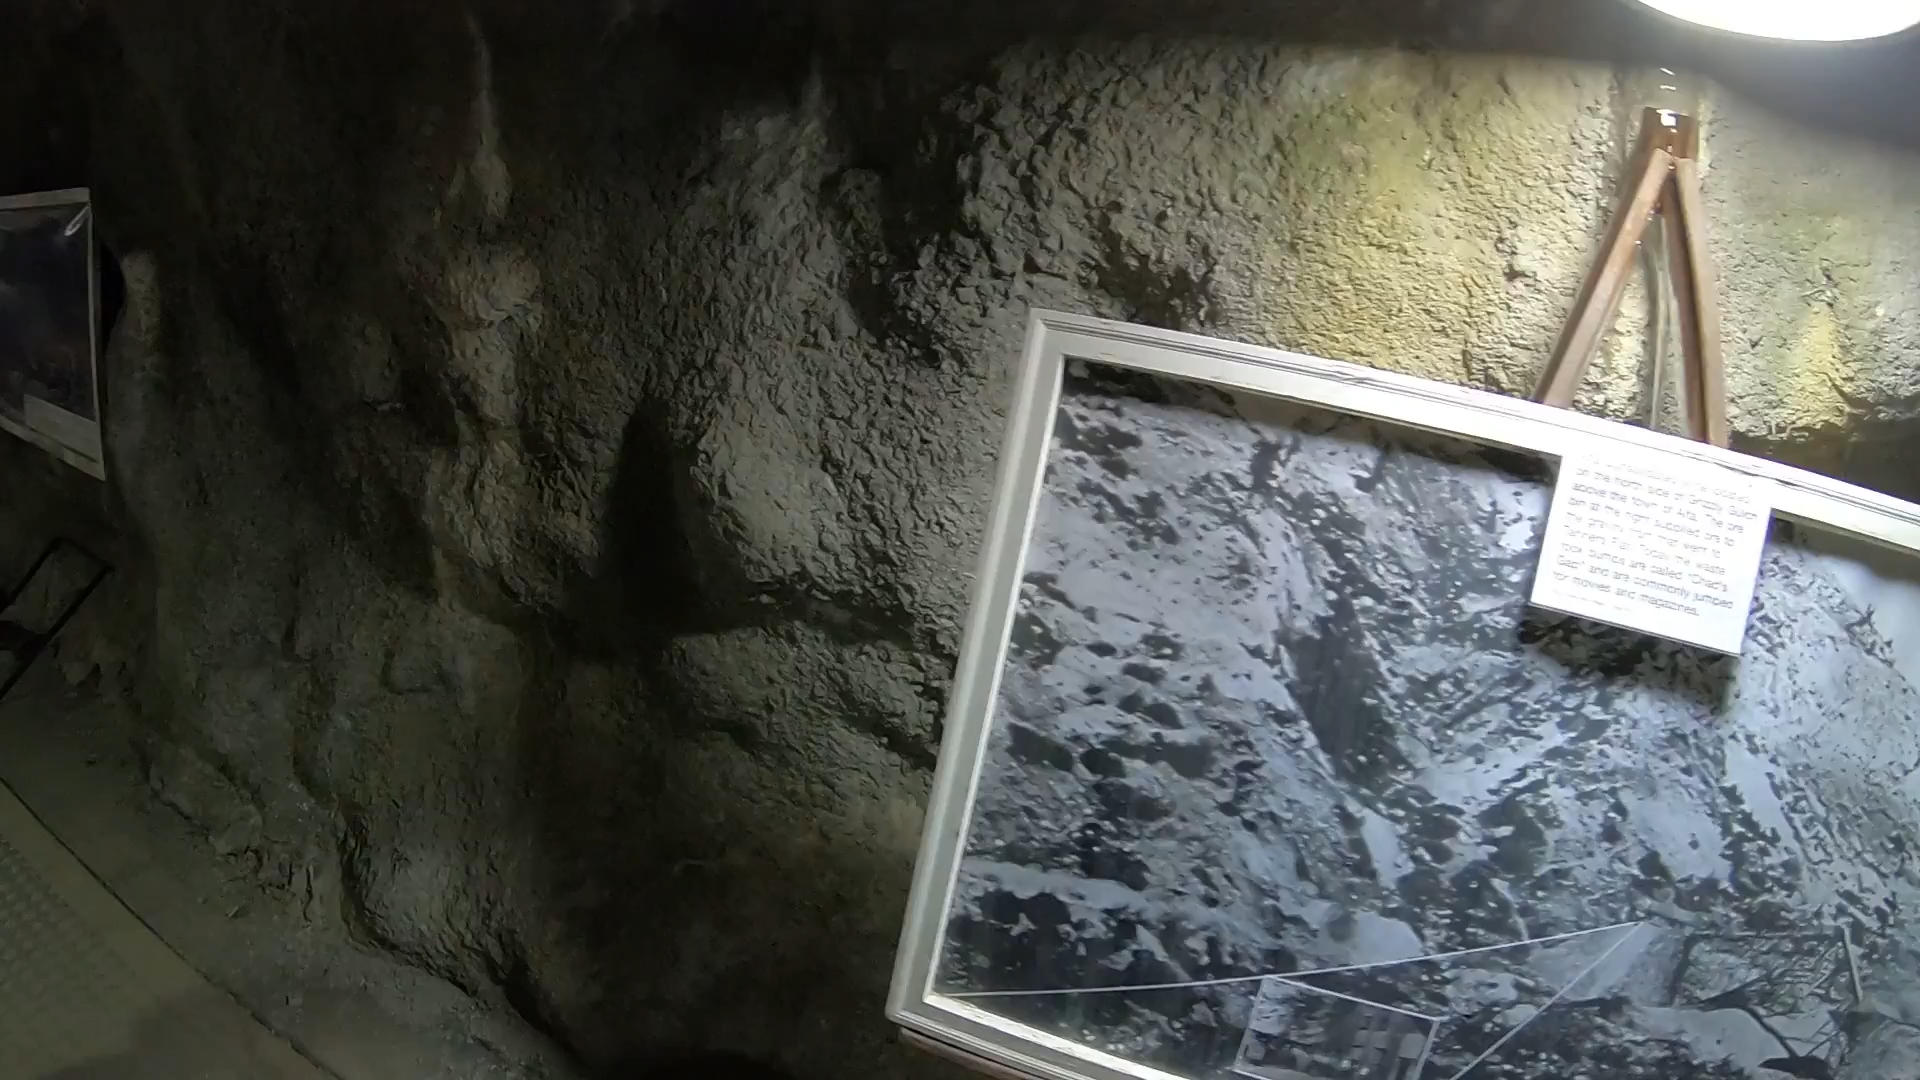 located
on the north side of Grizzly Gulch
above the town of Alta. The ore
bin at the right supplied ore to
the gravity tram that went to
Tanners Flat. Today, the waste
rock dumps are called "Chad's
Gap" and are commonly jumped
for movies and magazines.